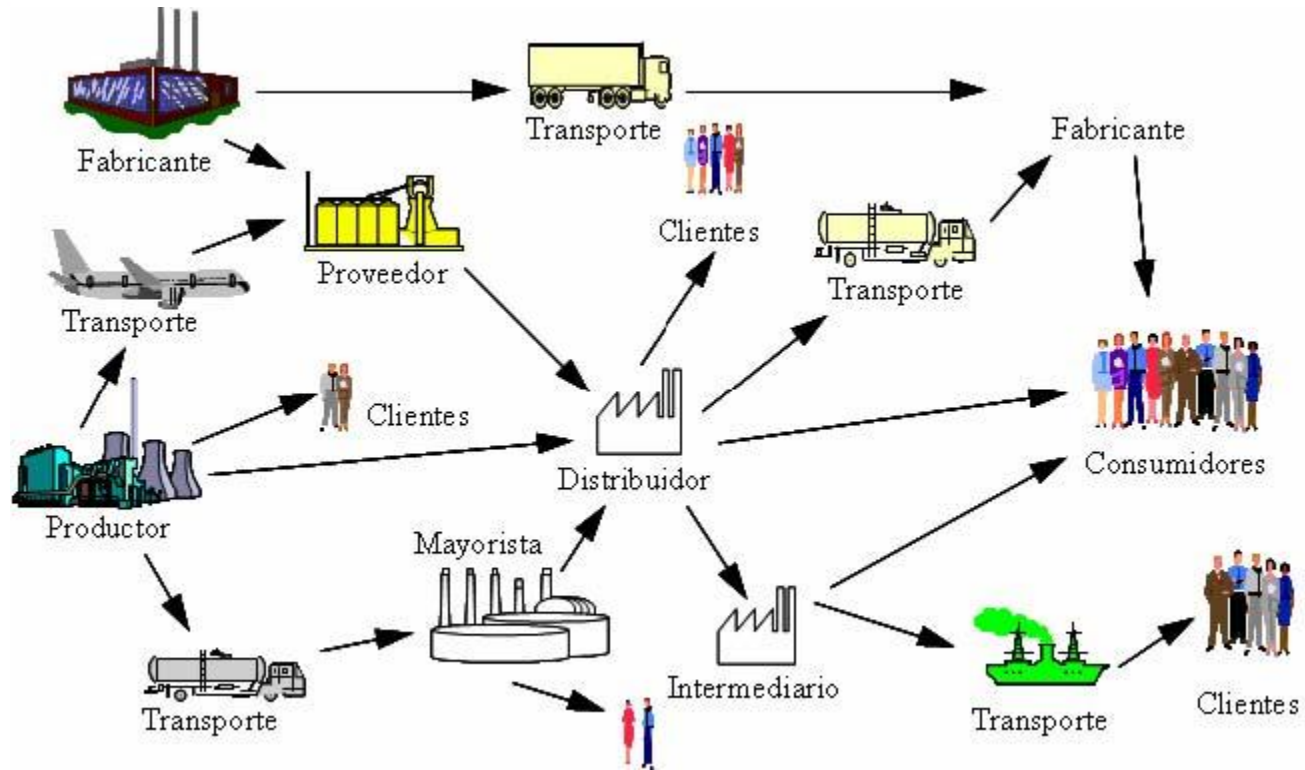 Transporte
Fabricante
Fabricante
Clientes
Proveedor
Transporte
Transporte
Clientes
Consumidores
Distribuidor
Productor
Mayorista
Intermediario
Transporte
Transporte
Clientes